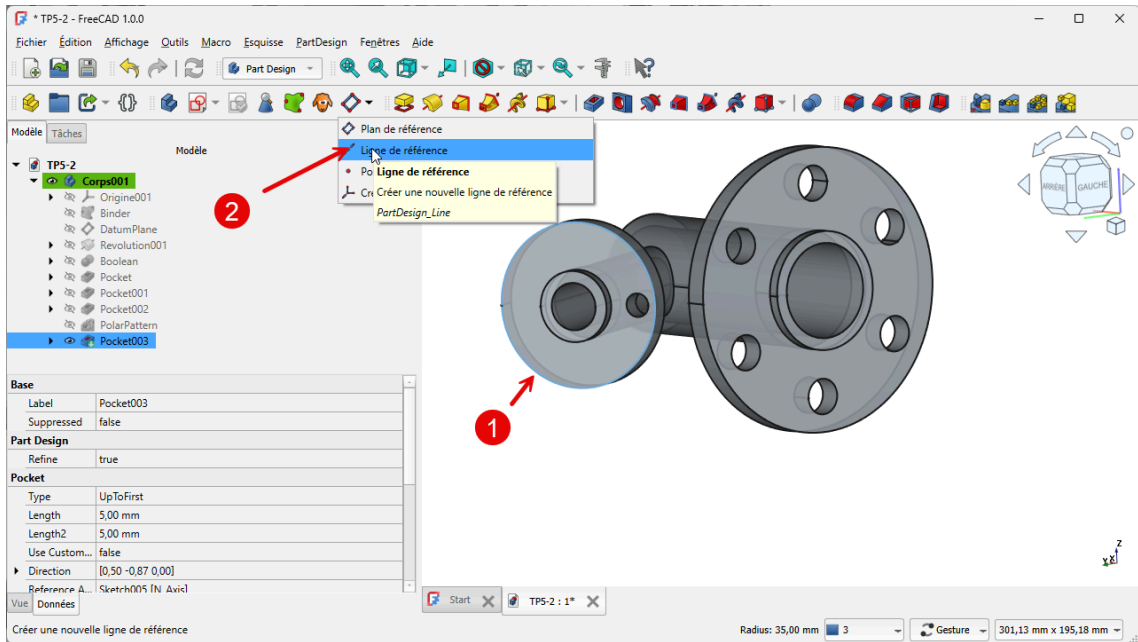 * TP5-2 - FreeCAD 1.0.0
Fichier Édition Affichage Outils Macro Esquisse PartDesign Fenêtres Aide
Part Design
Modèle Tâches
Modèle
TP5-2
Corps001
Origine001
Binder
DatumPlane
Revolution001
Boolean
Pocket
Pocket001
Pocket002
PolarPattern
Pocket003
Plan de référence
Ligne de référence
Po
Cré
Ligne de référence
Créer une nouvelle ligne de référence
PartDesign_Line
2
1
ARRIÈRE GAUCHE
Base
Label Pocket003
Suppressed false
Part Design
Refine true
Pocket
Type UpToFirst
Length 5,00 mm
Length2 5,00 mm
Use Custom... false
Direction [0,50 -0,87 0,00]
Reference A... Sketch005 [N_Axis]
Vue Données
Start TP5-2 : 1*
Z
Y X
Créer une nouvelle ligne de référence
Radius: 35,00 mm 3 Gesture 301,13 mm x 195,18 mm